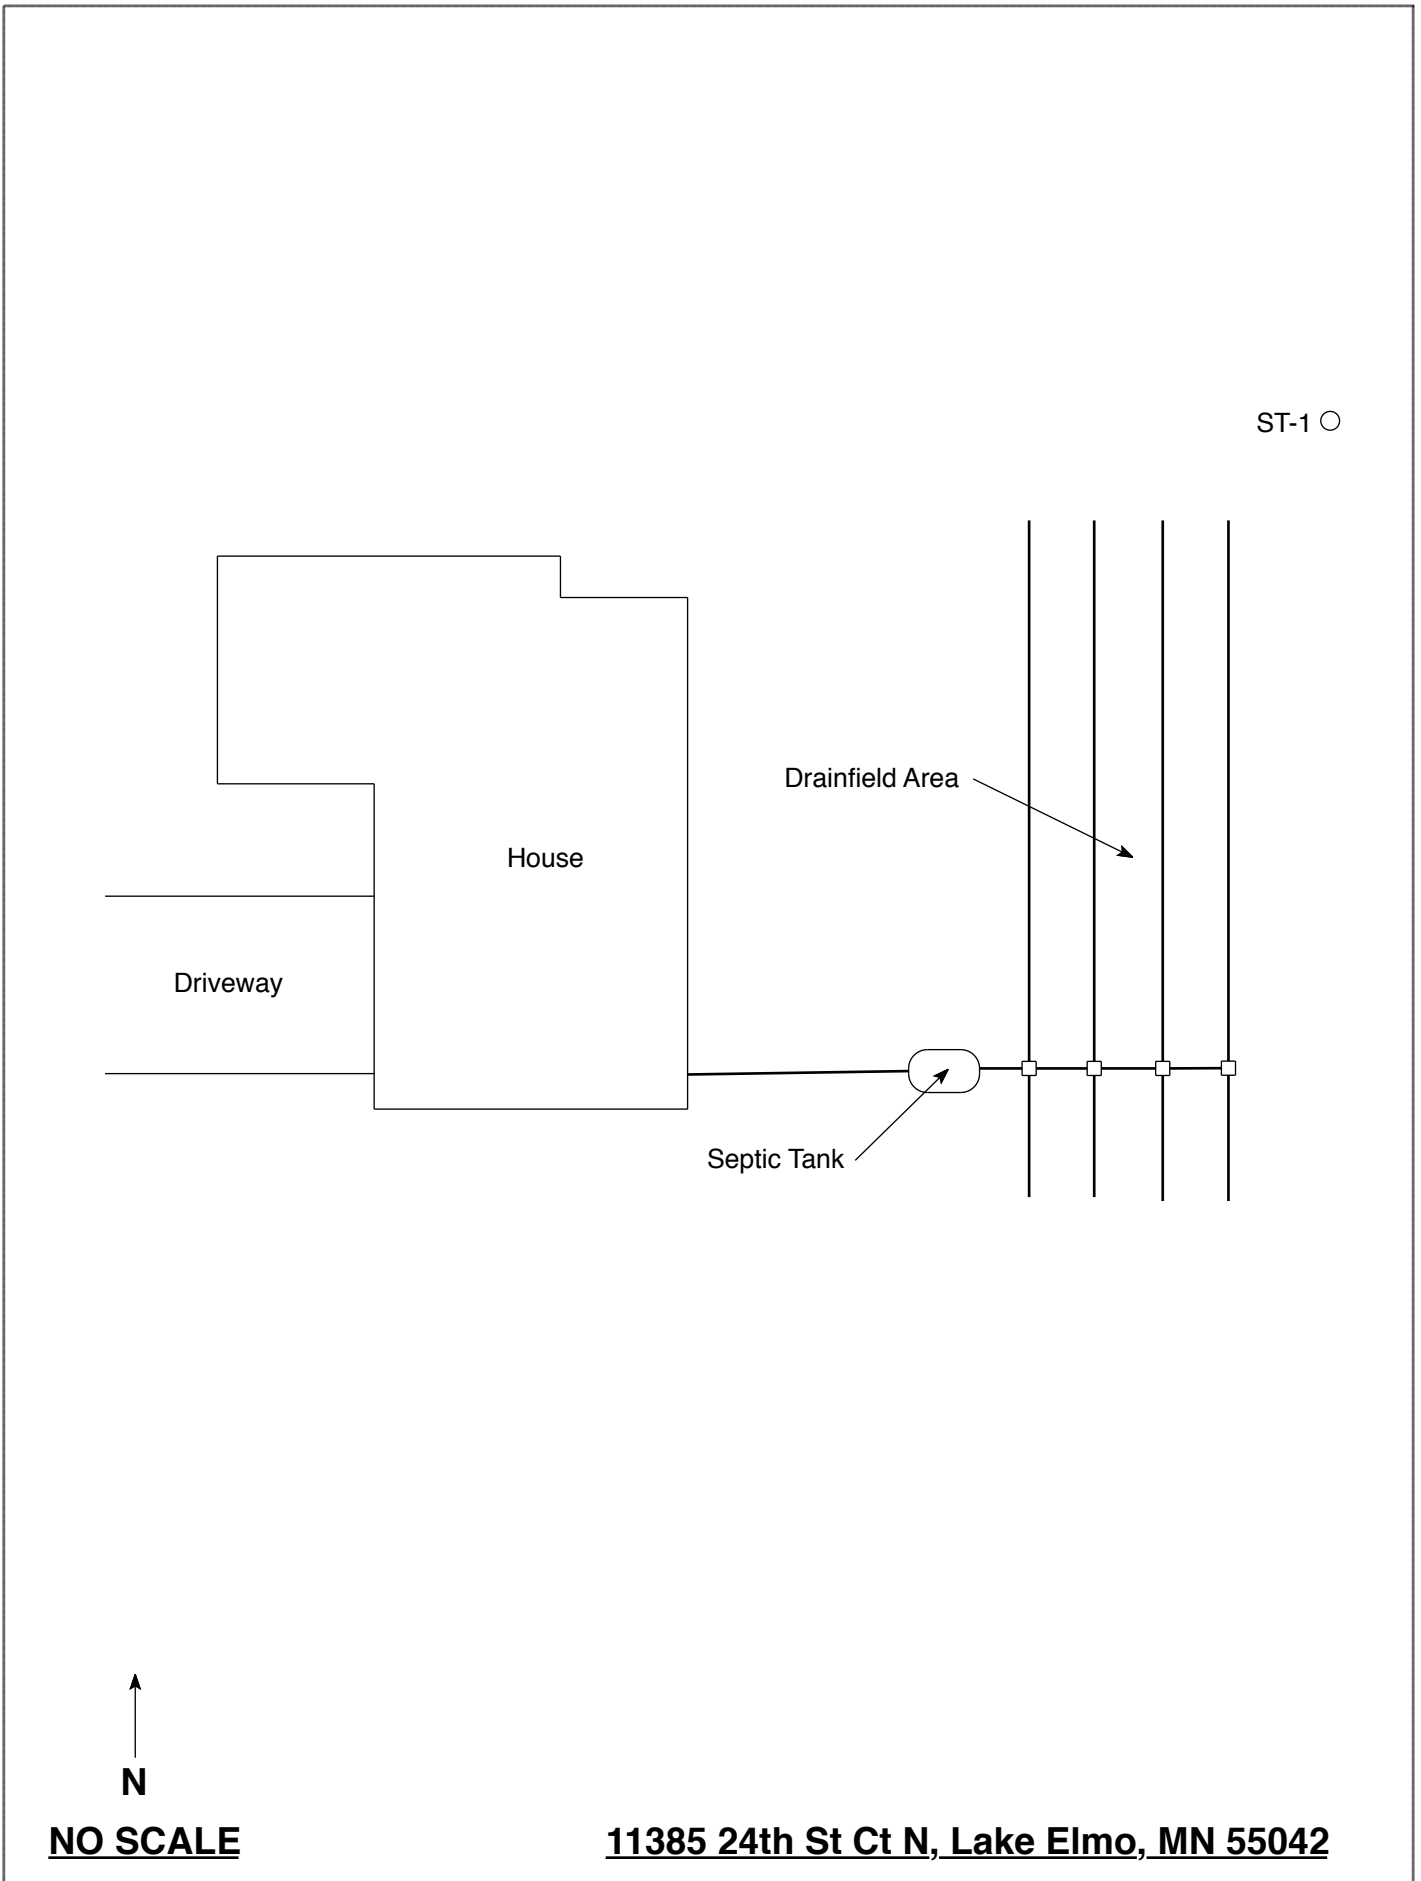 ST-1
Drainfield Area
House
Driveway
Septic Tank
N
NO SCALE
11385 24th St Ct N, Lake Elmo, MN 55042